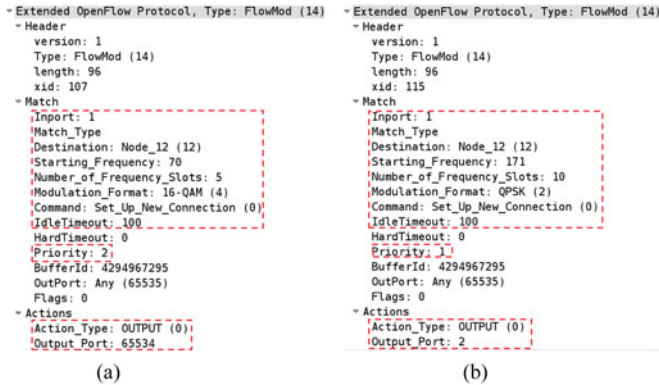 Extended OpenFlow Protocol, Type: FlowMod (14)
Header
version: 1
Type: FlowMod (14)
length: 96
xid: 107
Match
Inport: 1
Match_Type
Destination: Node_12 (12)
Starting_Frequency: 70
Number_of_Frequency_Slots: 5
Modulation_Format: 16-QAM (4)
Command: Set_Up_New_Connection (0)
IdleTimeout: 100
HardTimeout: 0
Priority: 2
BufferId: 4294967295
OutPort: Any (65535)
Flags: 0
Actions
Action_Type: OUTPUT (0)
Output_Port: 65534
(a)
Extended OpenFlow Protocol, Type: FlowMod (14)
Header
version: 1
Type: FlowMod (14)
length: 96
xid: 115
Match
Inport: 1
Match_Type
Destination: Node_12 (12)
Starting_Frequency: 171
Number_of_Frequency_Slots: 10
Modulation_Format: QPSK (2)
Command: Set_Up_New_Connection (0)
IdleTimeout: 100
HardTimeout: 0
Priority: 1
BufferId: 4294967295
OutPort: Any (65535)
Flags: 0
Actions
Action_Type: OUTPUT (0)
Output_Port: 2
(b)